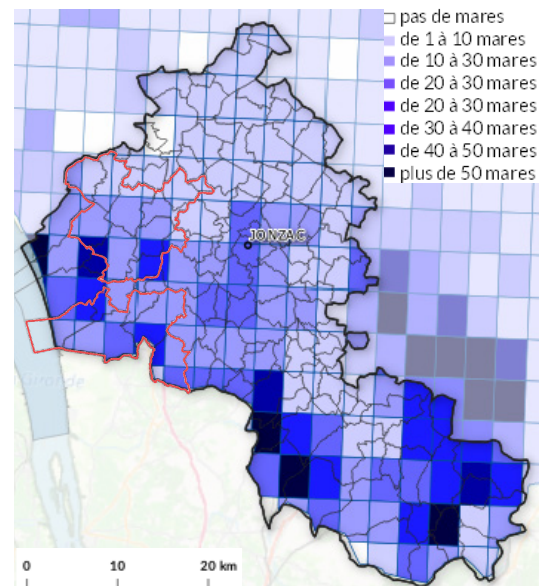 pas de mares
de 1 à 10 mares
de 10 à 30 mares
de 20 à 30 mares
de 20 à 30 mares
de 30 à 40 mares
de 40 à 50 mares
plus de 50 mares
JONZAC
Gironde
0 10 20 km